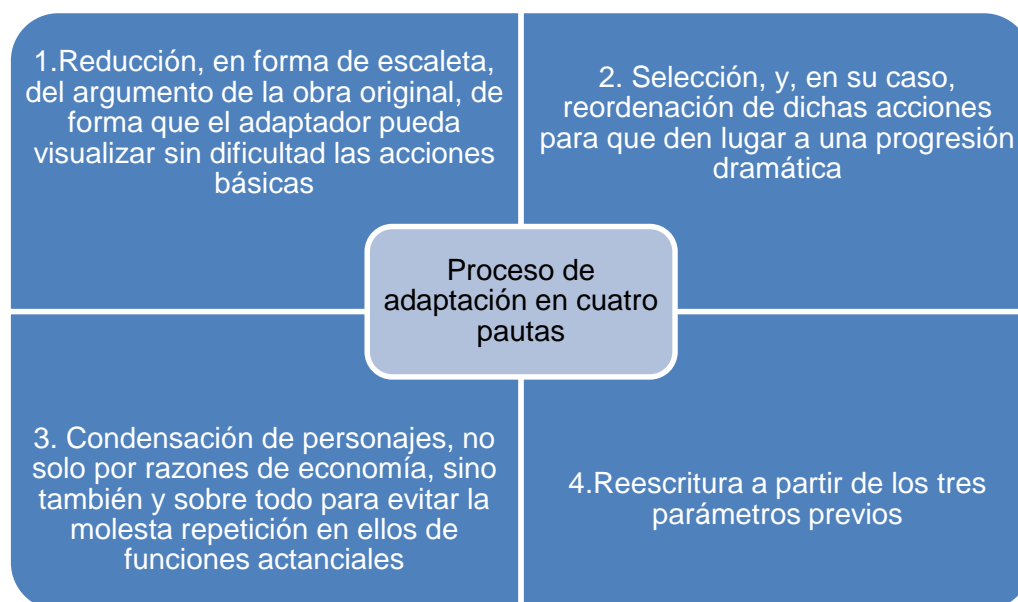 1.Reducción, en forma de escaleta,
del argumento de la obra original, de
forma que el adaptador pueda
visualizar sin dificultad las acciones
básicas
2. Selección, y, en su caso,
reordenación de dichas acciones
para que den lugar a una progresión
dramática
Proceso de
adaptación en cuatro
pautas
3. Condensación de personajes, no
solo por razones de economía, sino
también y sobre todo para evitar la
molesta repetición en ellos de
funciones actanciales
4.Reescritura a partir de los tres
parámetros previos